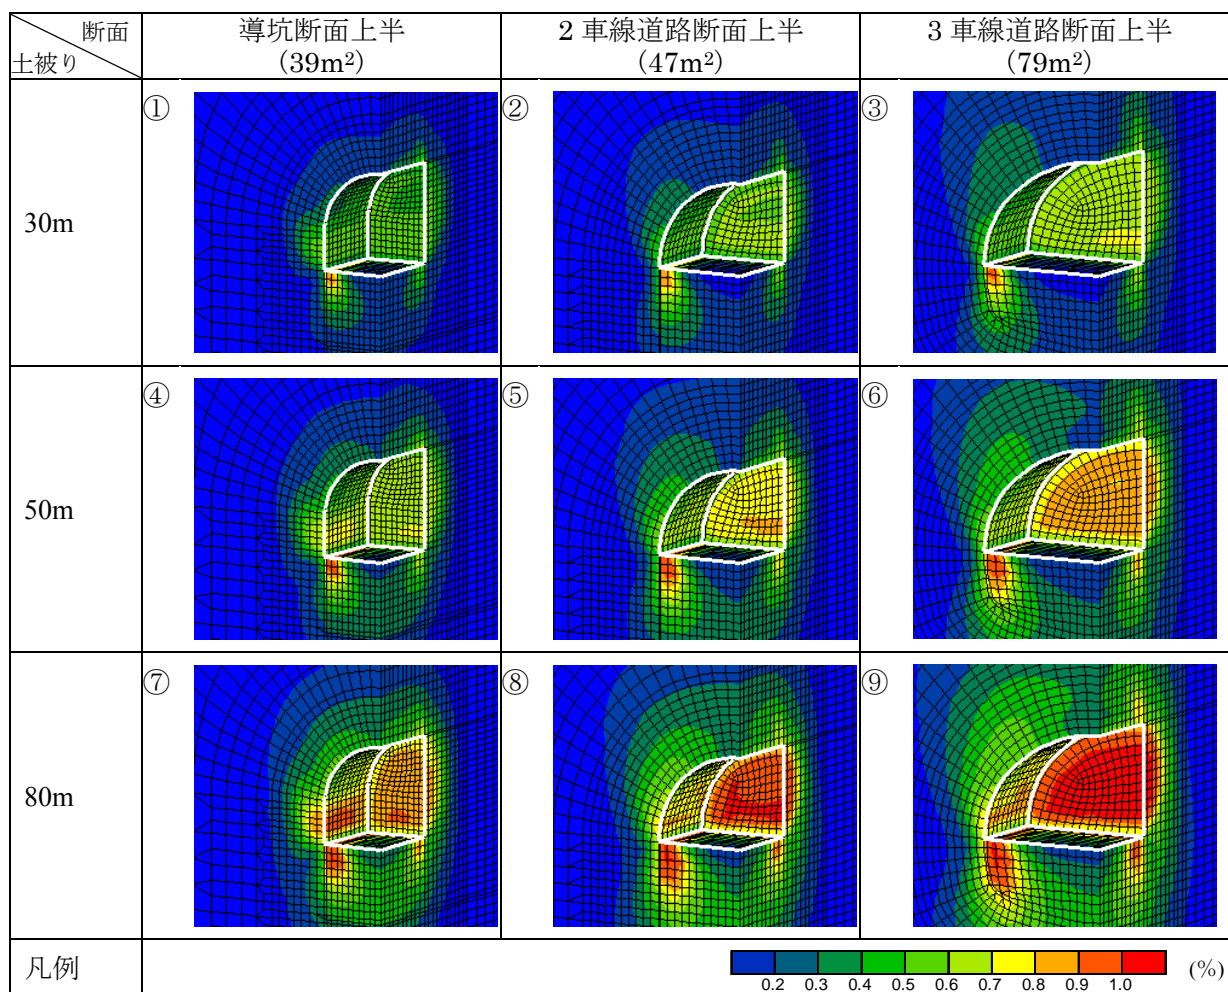 断面
土被り
導坑断面上半
(39m²)
2 車線道路断面上半
(47m²)
3 車線道路断面上半
(79m²)
30m
①
②
③
50m
④
⑤
⑥
80m
⑦
⑧
⑨
凡例
0.2 0.3 0.4 0.5 0.6 0.7 0.8 0.9 1.0
(%)